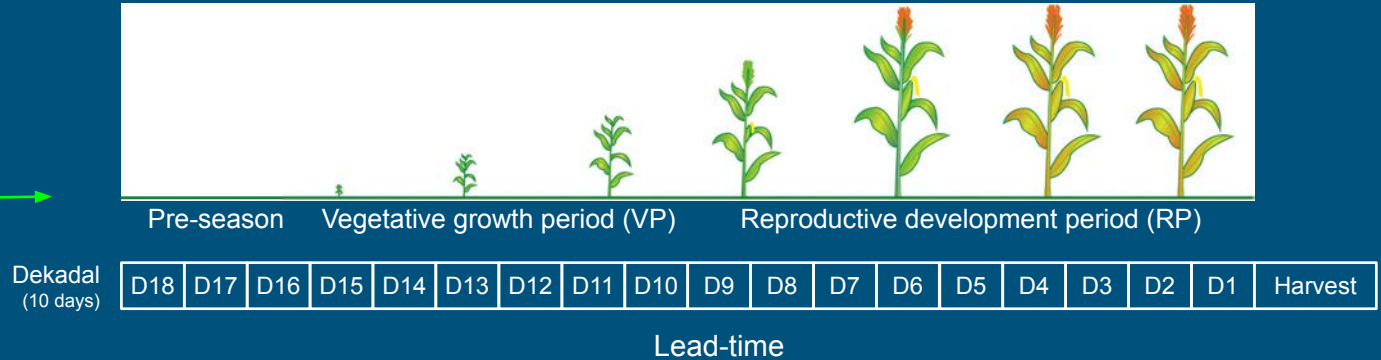 Pre-season Vegetative growth period (VP) Reproductive development period (RP)
Dekadal
(10 days)
D18 D17 D16 D15 D14 D13 D12 D11 D10 D9 D8 D7 D6 D5 D4 D3 D2 D1 Harvest
Lead-time